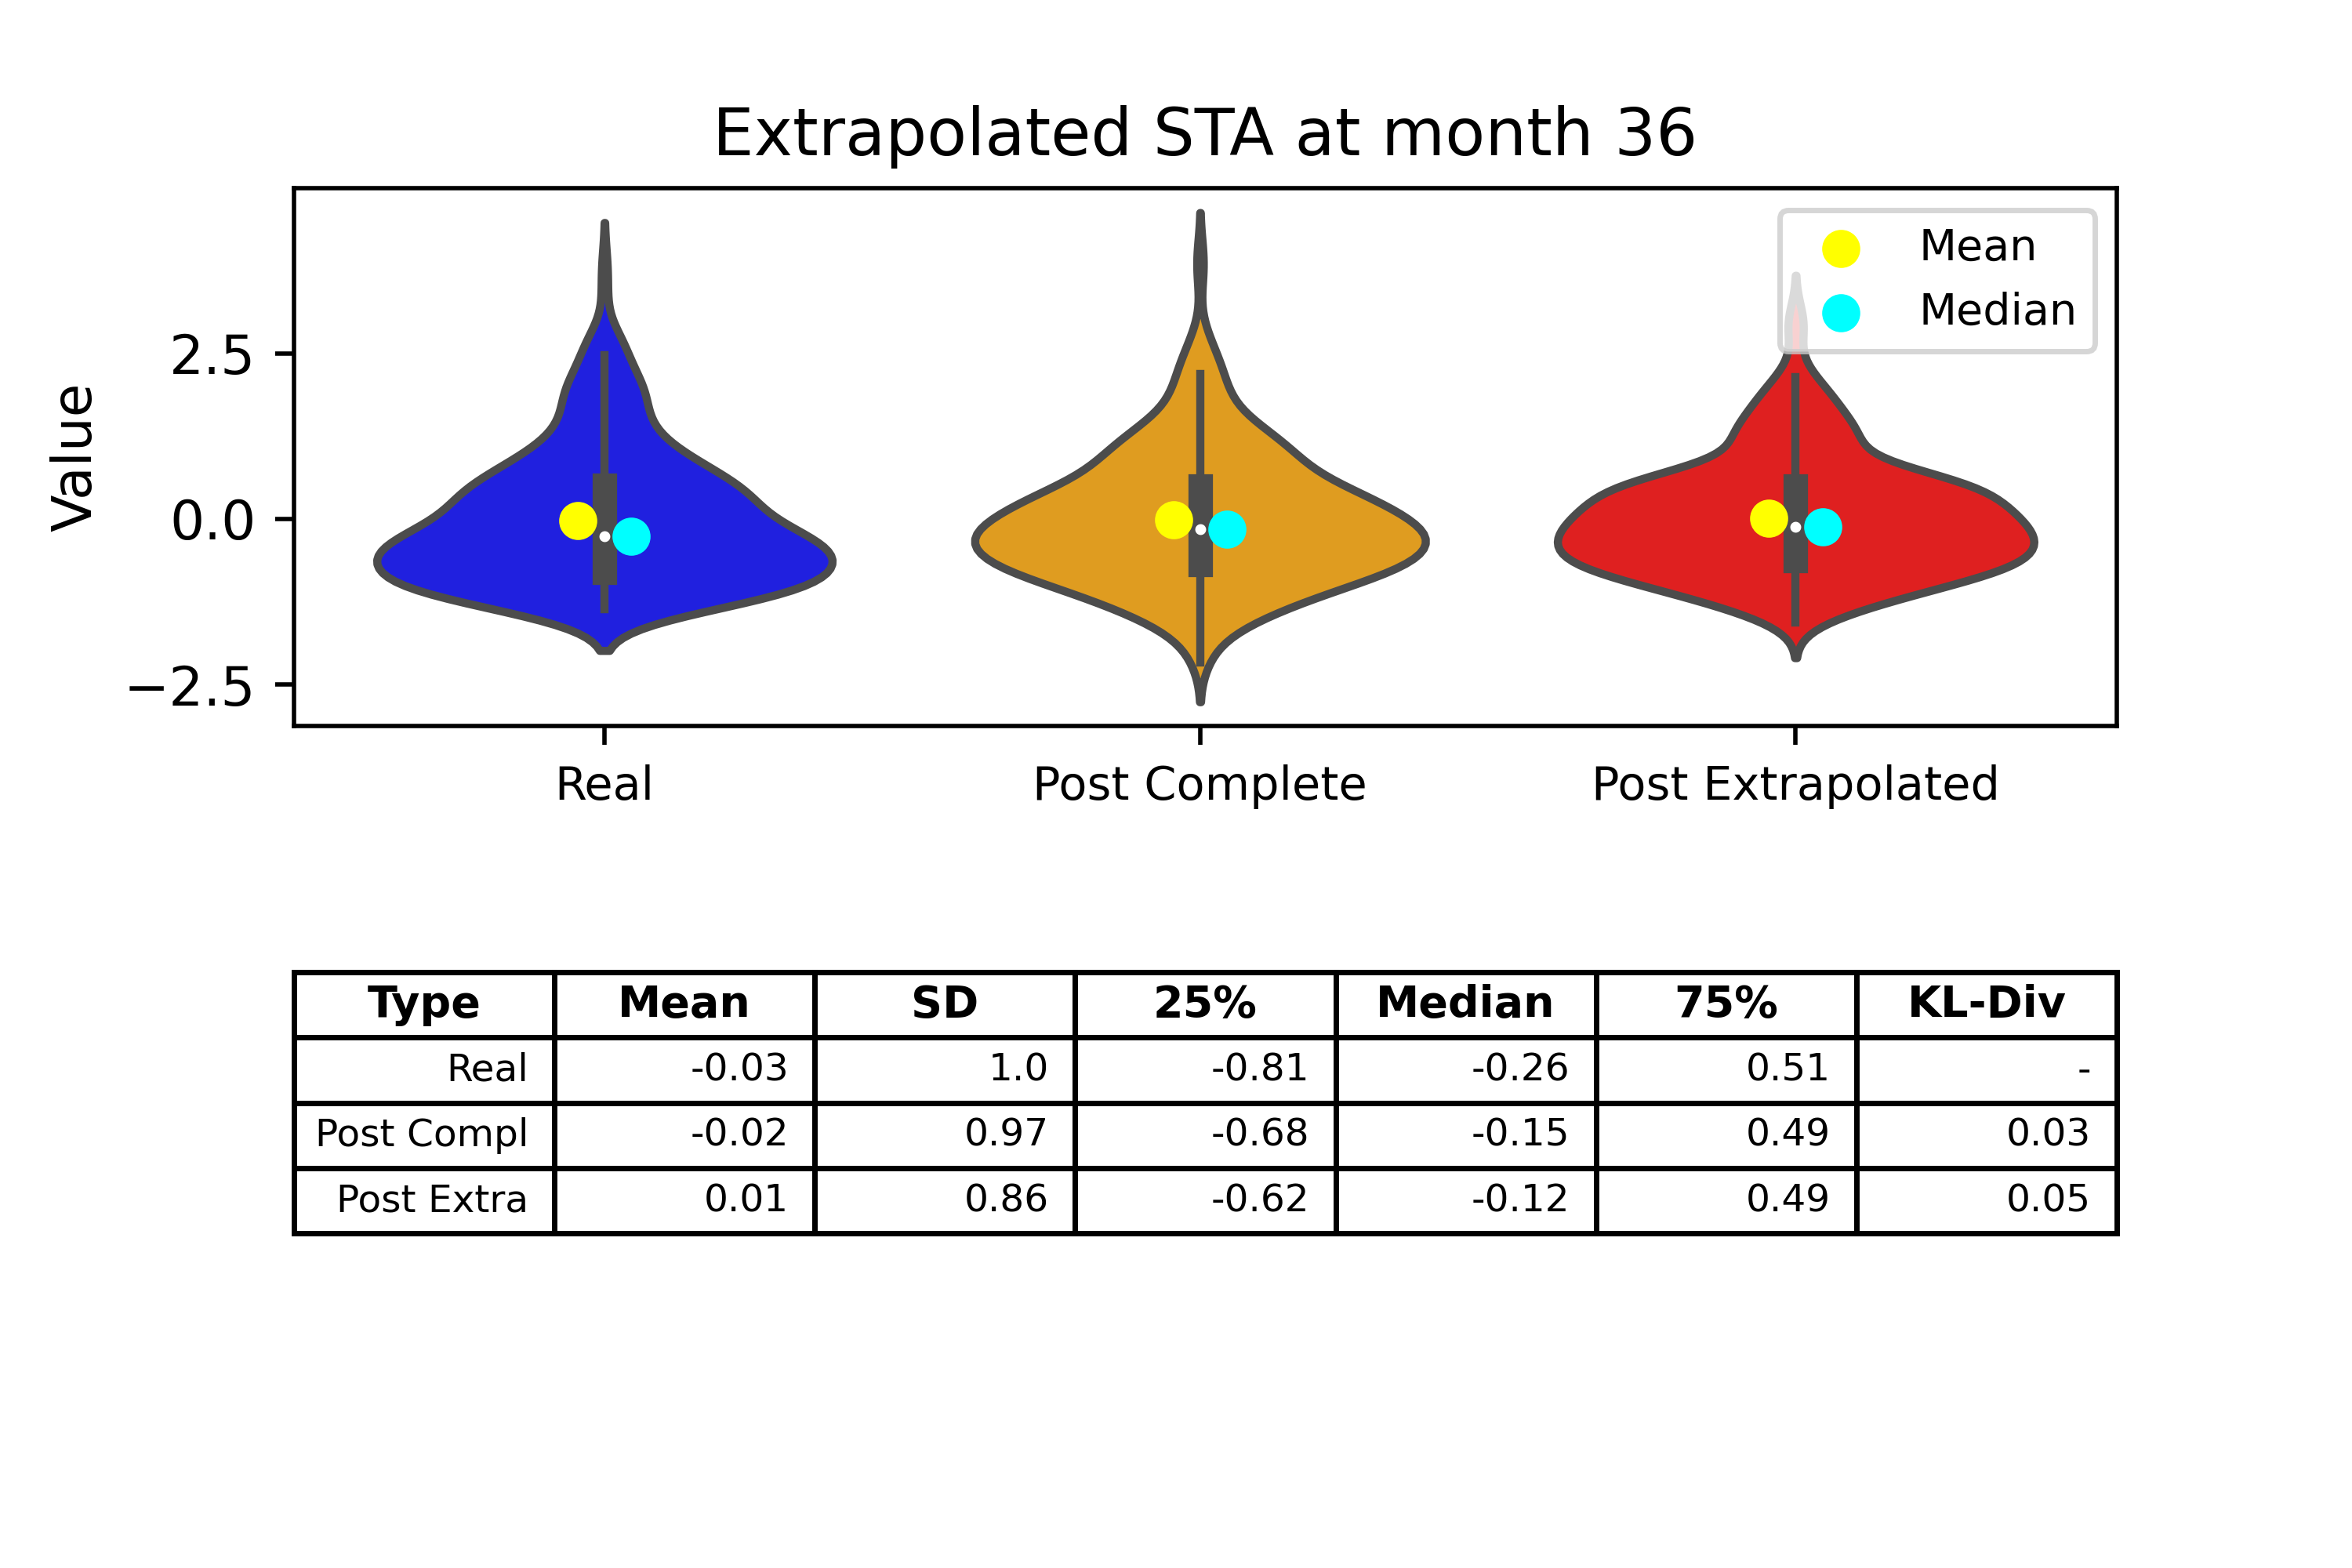 Extrapolated STA at month 36
Mean
Median
Value
2.5
0.0
−2.5
Real Post Complete Post Extrapolated
Type Mean SD 25% Median 75% KL-Div
Real -0.03 1.0 -0.81 -0.26 0.51 -
Post Compl -0.02 0.97 -0.68 -0.15 0.49 0.03
Post Extra 0.01 0.86 -0.62 -0.12 0.49 0.05